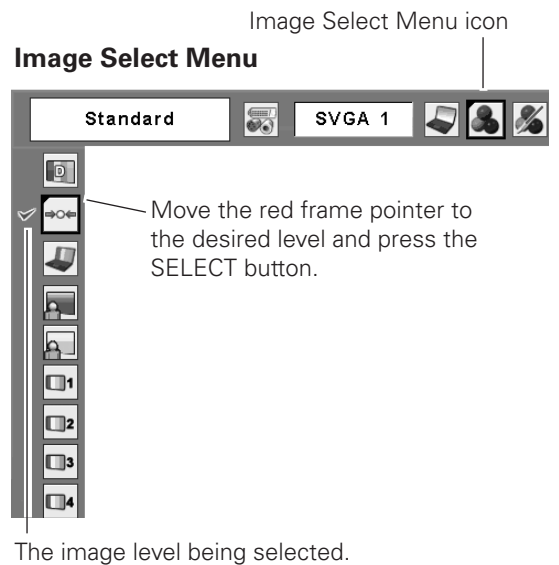 Image Select Menu icon
Image Select Menu
Standard
SVGA 1
D
Move the red frame pointer to
the desired level and press the
SELECT button.
1
2
3
4
The image level being selected.